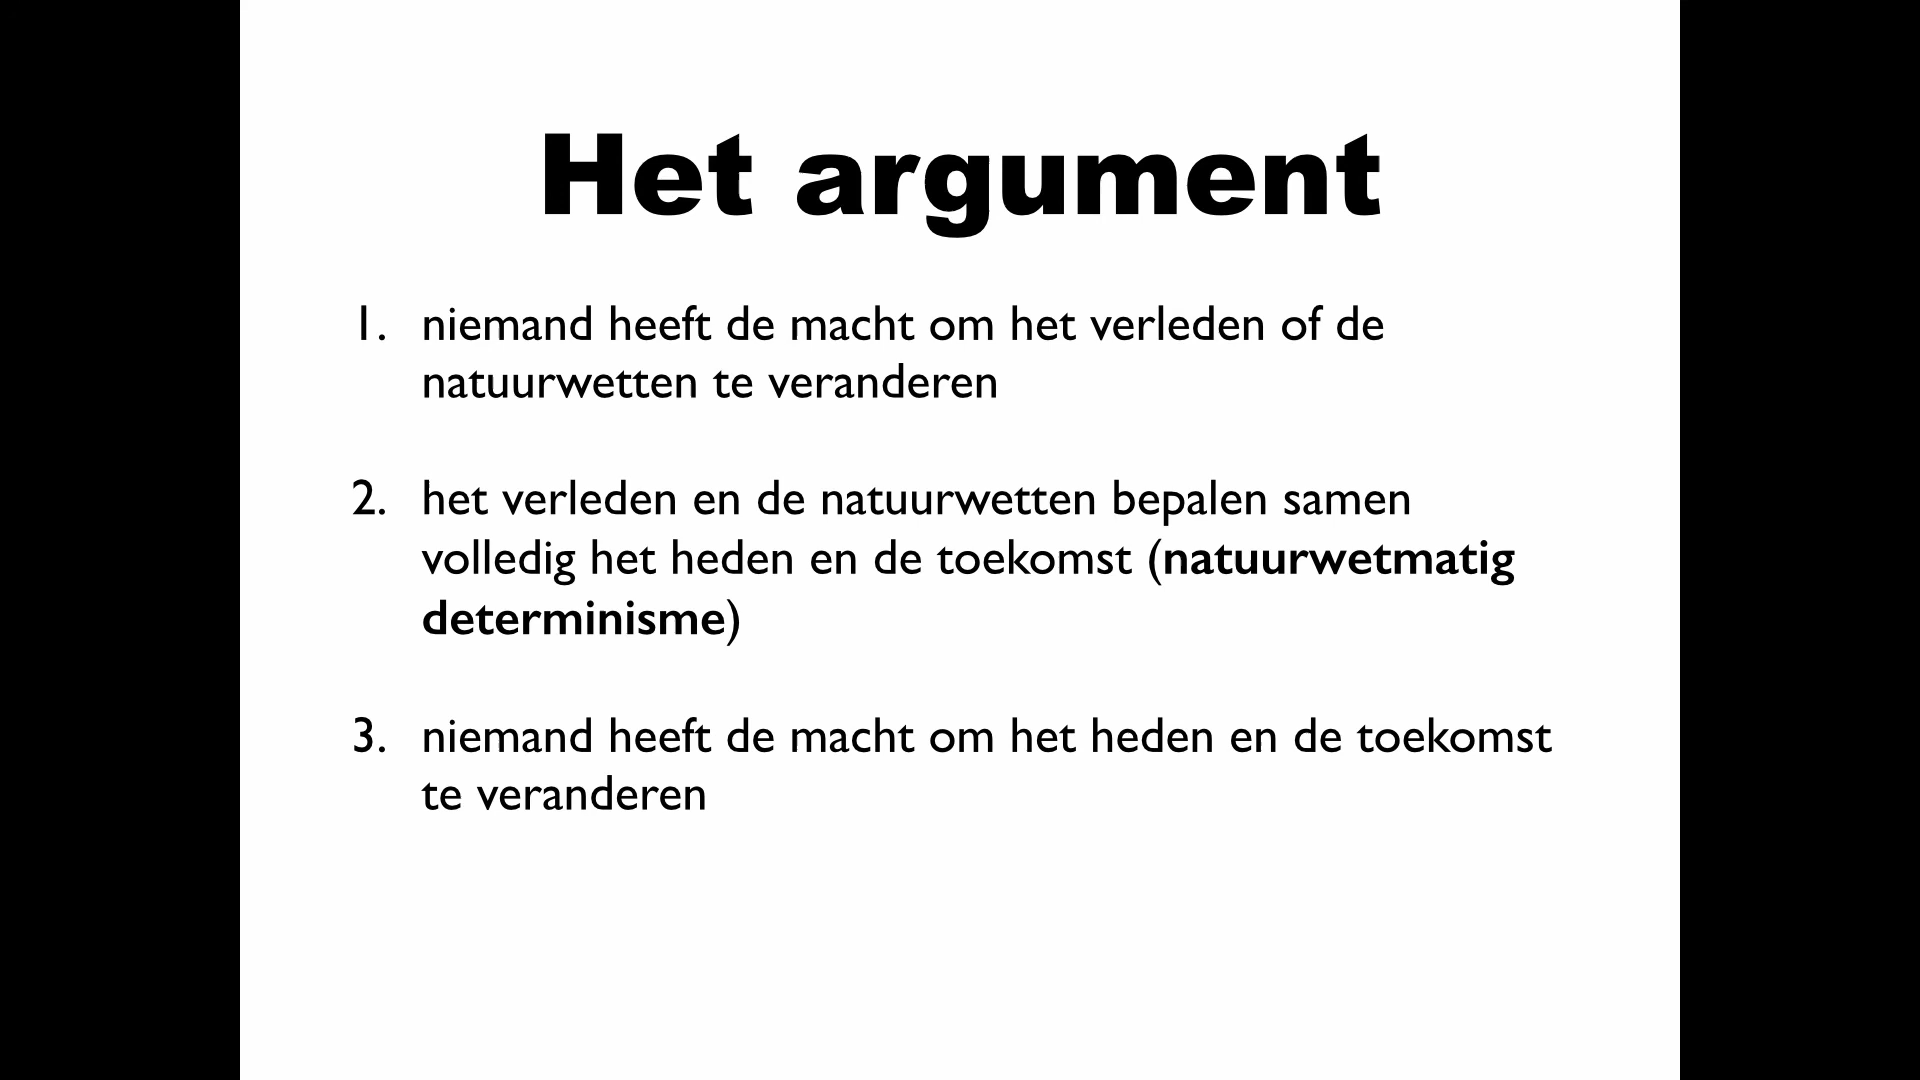 Het argument
1. niemand heeft de macht om het verleden of de
natuurwetten te veranderen
2. het verleden en de natuurwetten bepalen samen
volledig het heden en de toekomst (natuurwetmatig
determinisme)
3. niemand heeft de macht om het heden en de toekomst
te veranderen